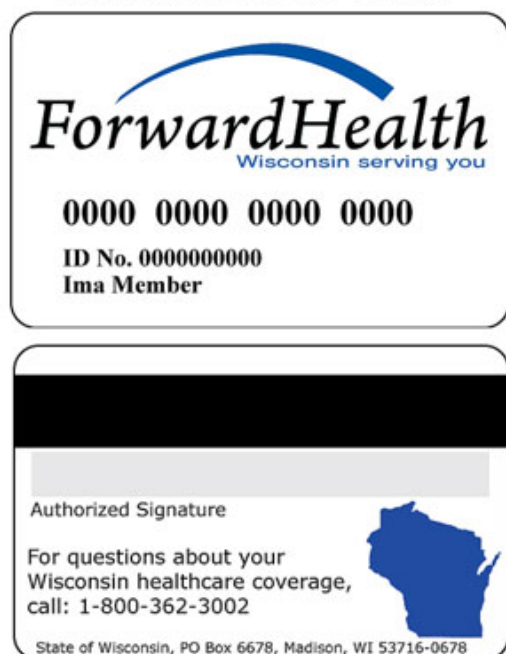 ForwardHealth
Wisconsin serving you
0000 0000 0000 0000
ID No. 0000000000
Ima Member
Authorized Signature
For questions about your
Wisconsin healthcare coverage,
call: 1-800-362-3002
State of Wisconsin, PO Box 6678, Madison, WI 53716-0678